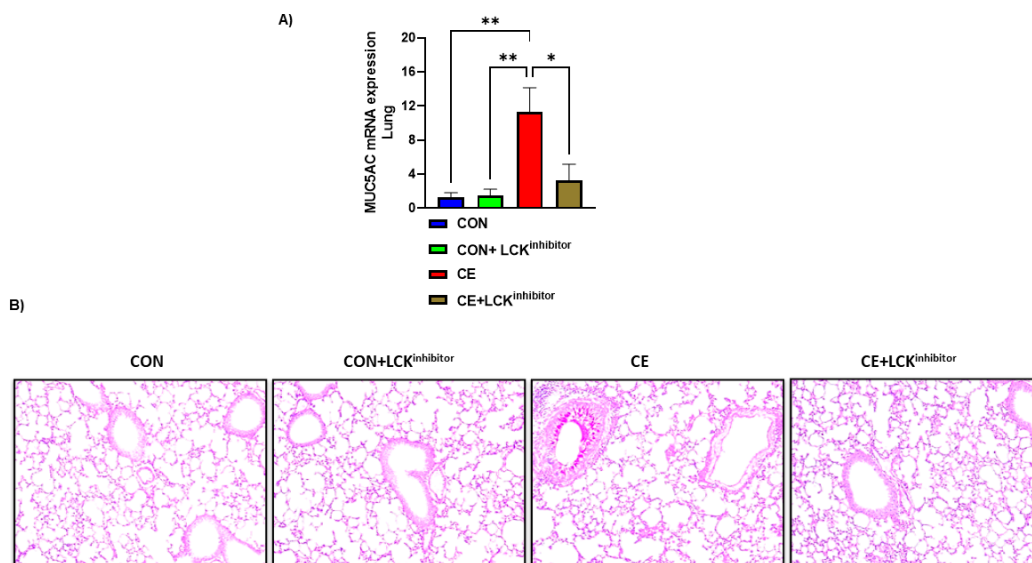 A)
MUC5AC mRNA expression
Lung
20
16
12
8
4
0
**
**
*
CON
CON+ LCKinhibitor
CE
CE+LCKinhibitor
B)
CON
CON+LCKinhibitor
CE
CE+LCKinhibitor